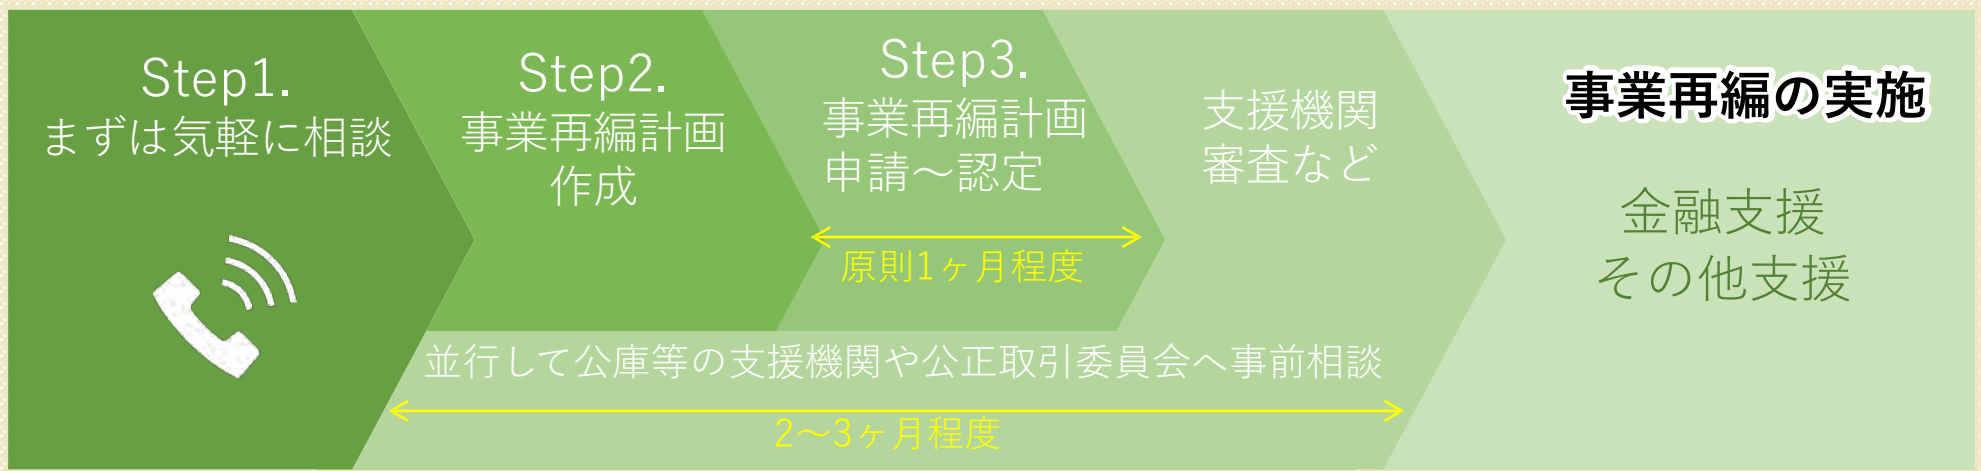 Step1.
まずは気軽に相談
Step2.
事業再編計画
作成
Step3.
事業再編計画
申請～認定
原則1ヶ月程度
支援機関
審査など
並行して公庫等の支援機関や公正取引委員会へ事前相談
2～3ヶ月程度
事業再編の実施
金融支援
その他支援